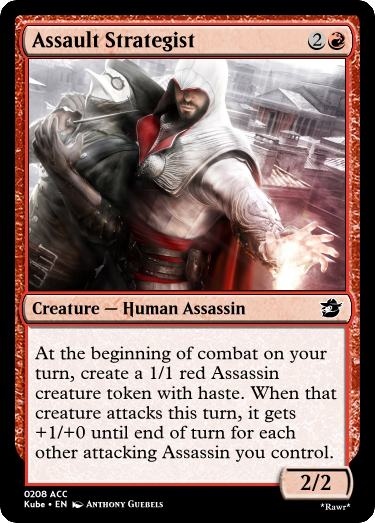 Assault Strategist 2
Creature — Human Assassin
At the beginning of combat on your
turn, create a 1/1 red Assassin
creature token with haste. When that
creature attacks this turn, it gets
+1/+0 until end of turn for each
other attacking Assassin you control.
2/2
0208 ACC
Kube • EN Anthony Guebels
*Rawr*